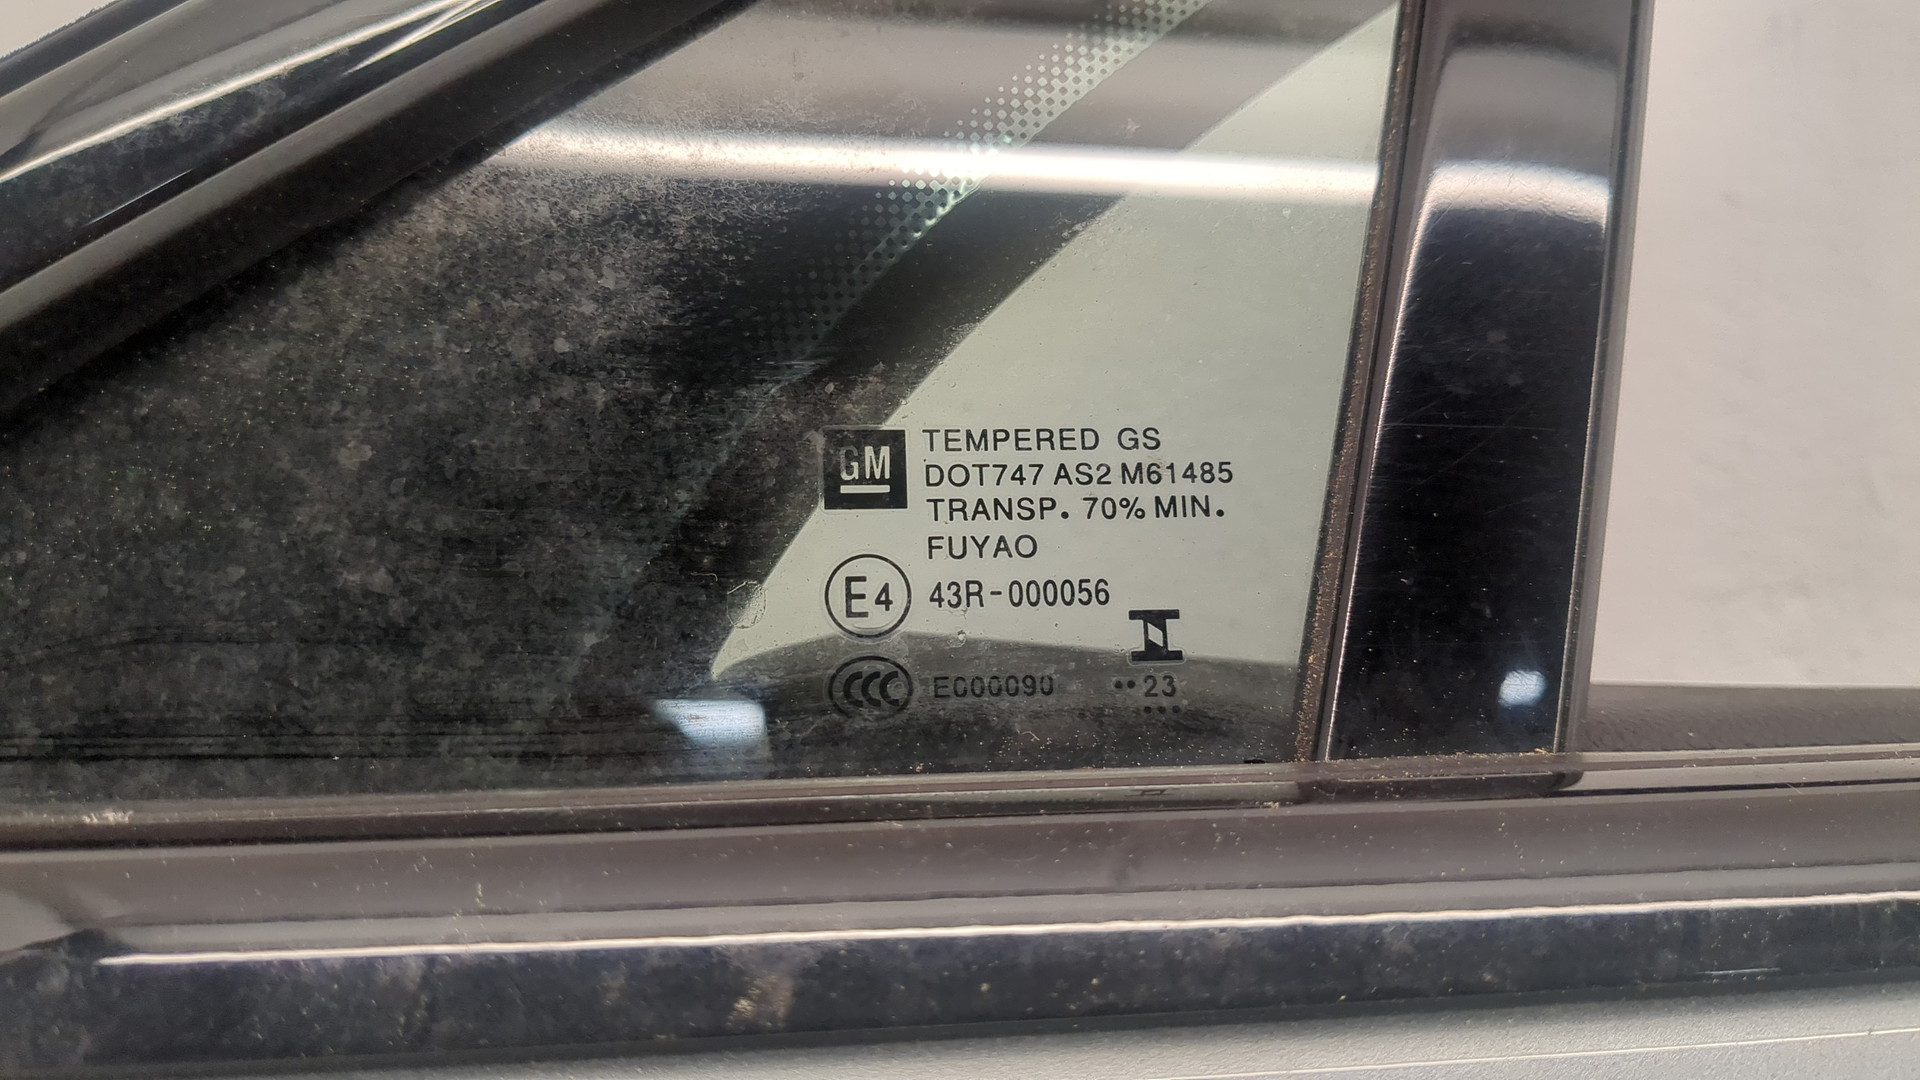 GM
TEMPERED GS
DOT747 AS2 M61485
TRANSP. 70% MIN.
FUYAO
E4 43R-000056
CCC E000090 ··23